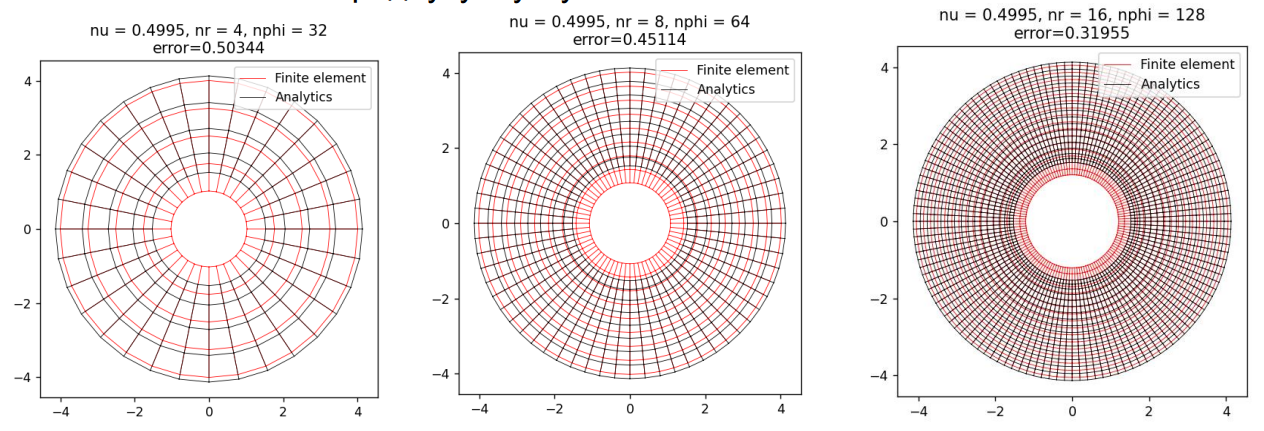 nu = 0.4995, nr = 4, nphi = 32
error=0.50344
Finite element
Analytics
4
2
0
−2
−4
−4
−2
0
2
4
nu = 0.4995, nr = 8, nphi = 64
error=0.45114
Finite element
Analytics
4
2
0
−2
−4
−4
−2
0
2
4
nu = 0.4995, nr = 16, nphi = 128
error=0.31955
Finite element
Analytics
4
2
0
−2
−4
−4
−2
0
2
4